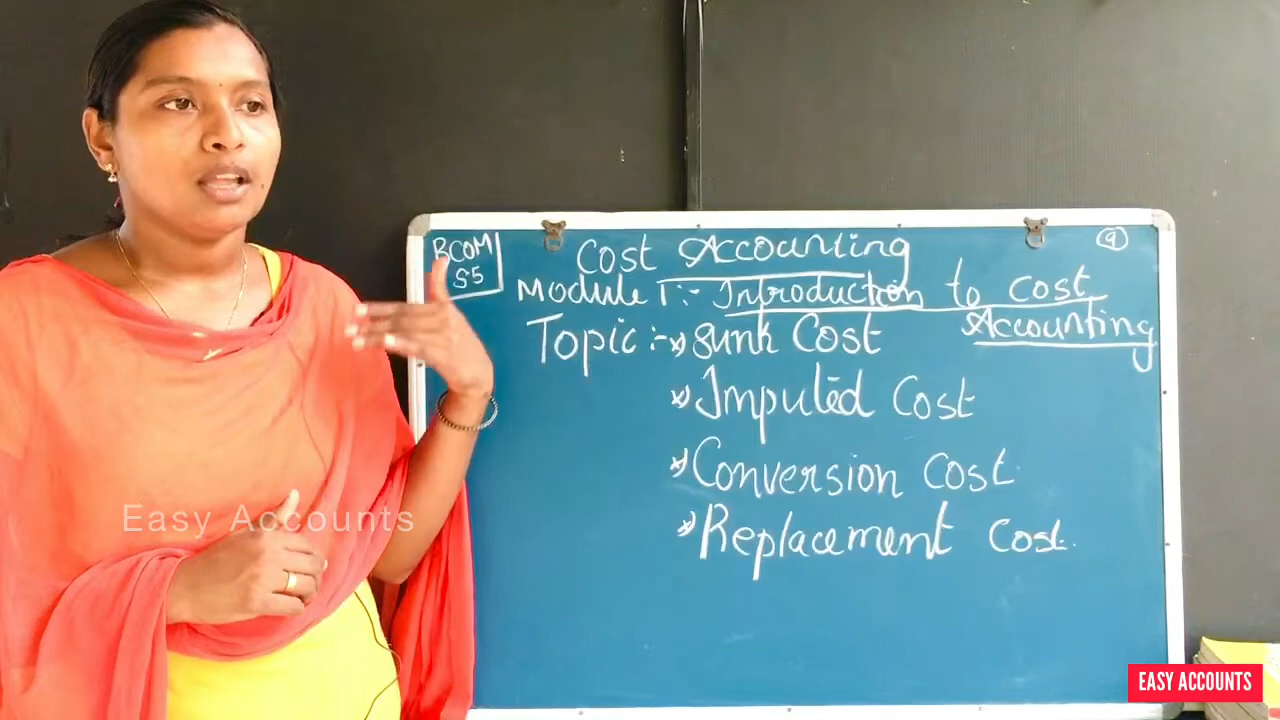 BCOM
S5
Cost Accounting
9
Module 1:- Introduction to Cost
Accounting
Topic :- * Sunk Cost
* Imputed Cost
* Conversion Cost
* Replacement Cost.
Easy Accounts
EASY ACCOUNTS